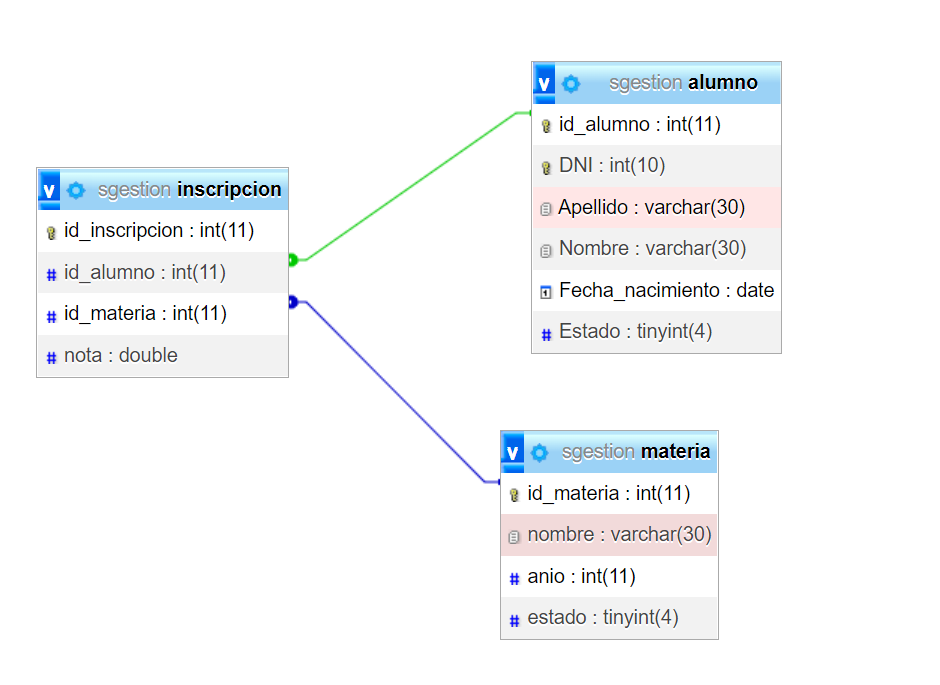 v sgestion alumno
id_alumno : int(11)
DNI : int(10)
Apellido : varchar(30)
Nombre : varchar(30)
Fecha_nacimiento : date
# Estado : tinyint(4)
v sgestion inscripcion
id_inscripcion : int(11)
# id_alumno : int(11)
# id_materia : int(11)
# nota : double
v sgestion materia
id_materia : int(11)
nombre : varchar(30)
# anio : int(11)
# estado : tinyint(4)